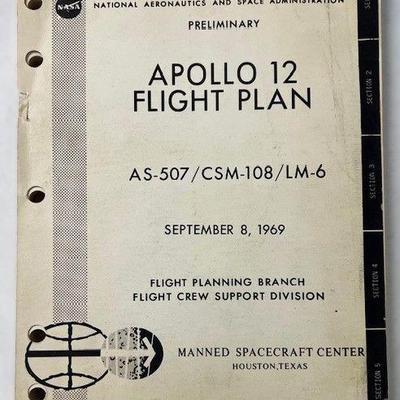 NASA
NATIONAL AERONAUTICS AND SPACE ADMINISTRATION
PRELIMINARY
APOLLO 12
FLIGHT PLAN
AS-507/CSM-108/LM-6
SEPTEMBER 8, 1969
FLIGHT PLANNING BRANCH
FLIGHT CREW SUPPORT DIVISION
MANNED SPACECRAFT CENTER
HOUSTON, TEXAS
SECTION 2
SECTION 3
SECTION 4
SECTION 5